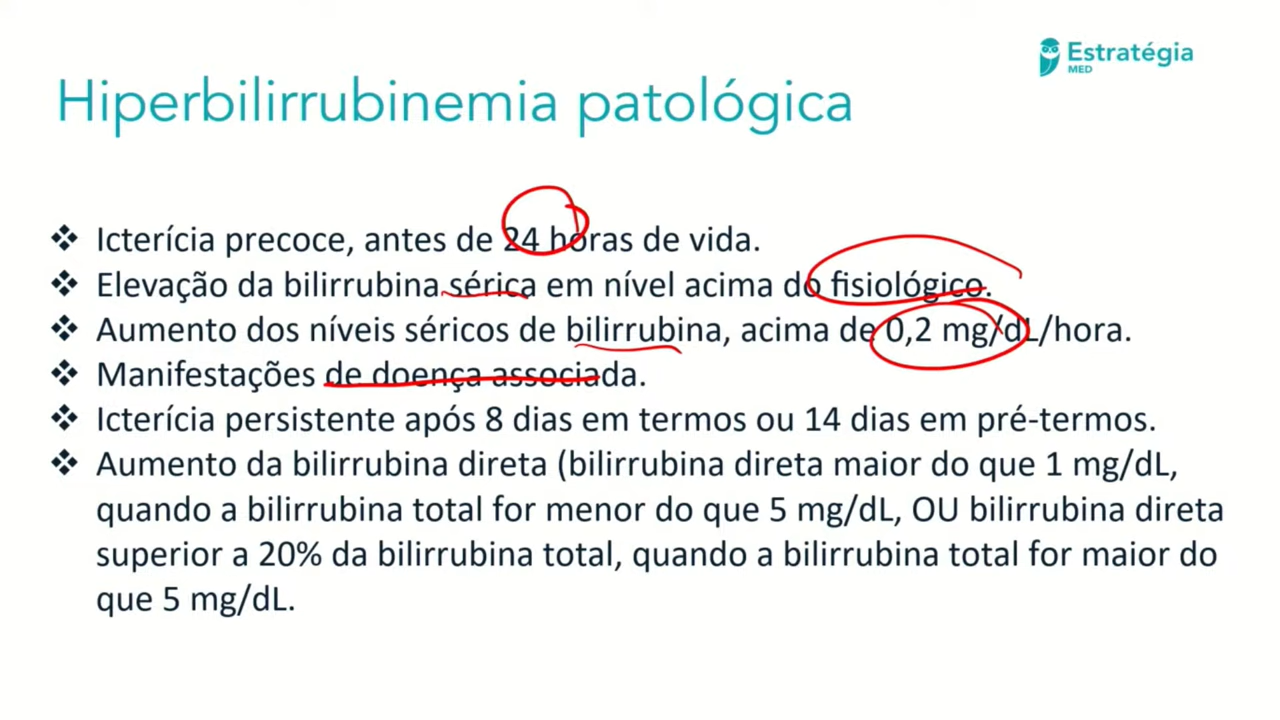 Estratégia
MED
Hiperbilirrubinemia patológica
❖ Icterícia precoce, antes de 24 horas de vida.
❖ Elevação da bilirrubina sérica em nível acima do fisiológico.
❖ Aumento dos níveis séricos de bilirrubina, acima de 0,2 mg/dL/hora.
❖ Manifestações de doença associada.
❖ Icterícia persistente após 8 dias em termos ou 14 dias em pré-termos.
❖ Aumento da bilirrubina direta (bilirrubina direta maior do que 1 mg/dL,
quando a bilirrubina total for menor do que 5 mg/dL, OU bilirrubina direta
superior a 20% da bilirrubina total, quando a bilirrubina total for maior do
que 5 mg/dL.